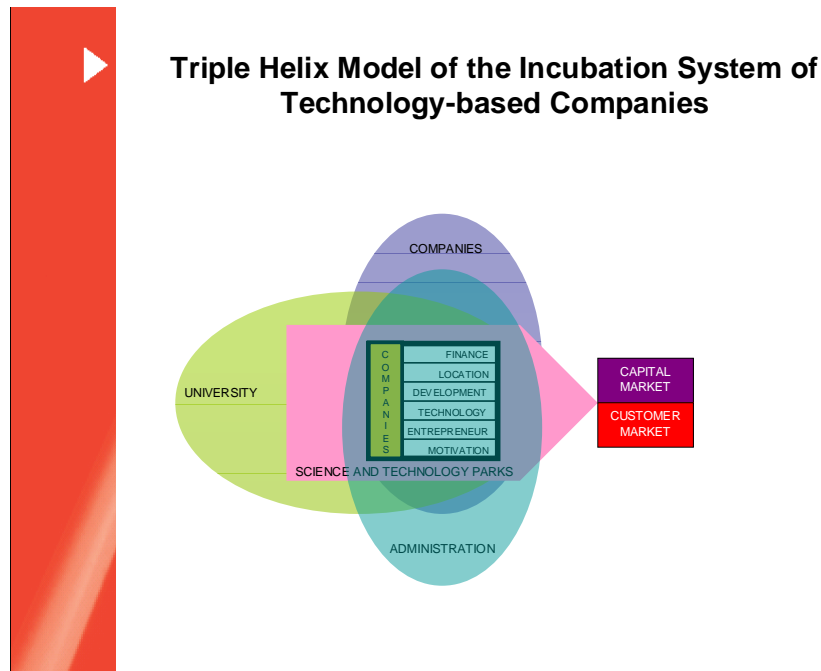 Triple Helix Model of the Incubation System of
Technology-based Companies
COMPANIES
UNIVERSITY
COMPANIES
FINANCE
LOCATION
DEVELOPMENT
TECHNOLOGY
ENTREPRENEUR
MOTIVATION
SCIENCE AND TECHNOLOGY PARKS
ADMINISTRATION
CAPITAL
MARKET
CUSTOMER
MARKET